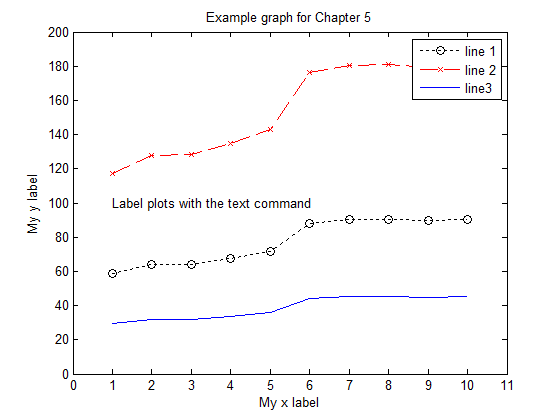 Example graph for Chapter 5
200
180
160
140
120
100
80
60
40
20
0
My y label
line 1
line 2
line3
Label plots with the text command
0 1 2 3 4 5 6 7 8 9 10 11
My x label